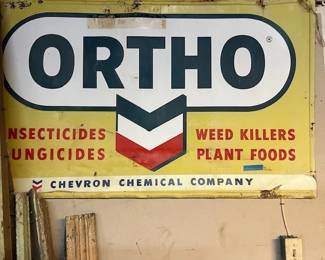 ORTHO®
NSECTICIDES WEED KILLERS
UNGICIDES PLANT FOODS
CHEVRON CHEMICAL COMPANY